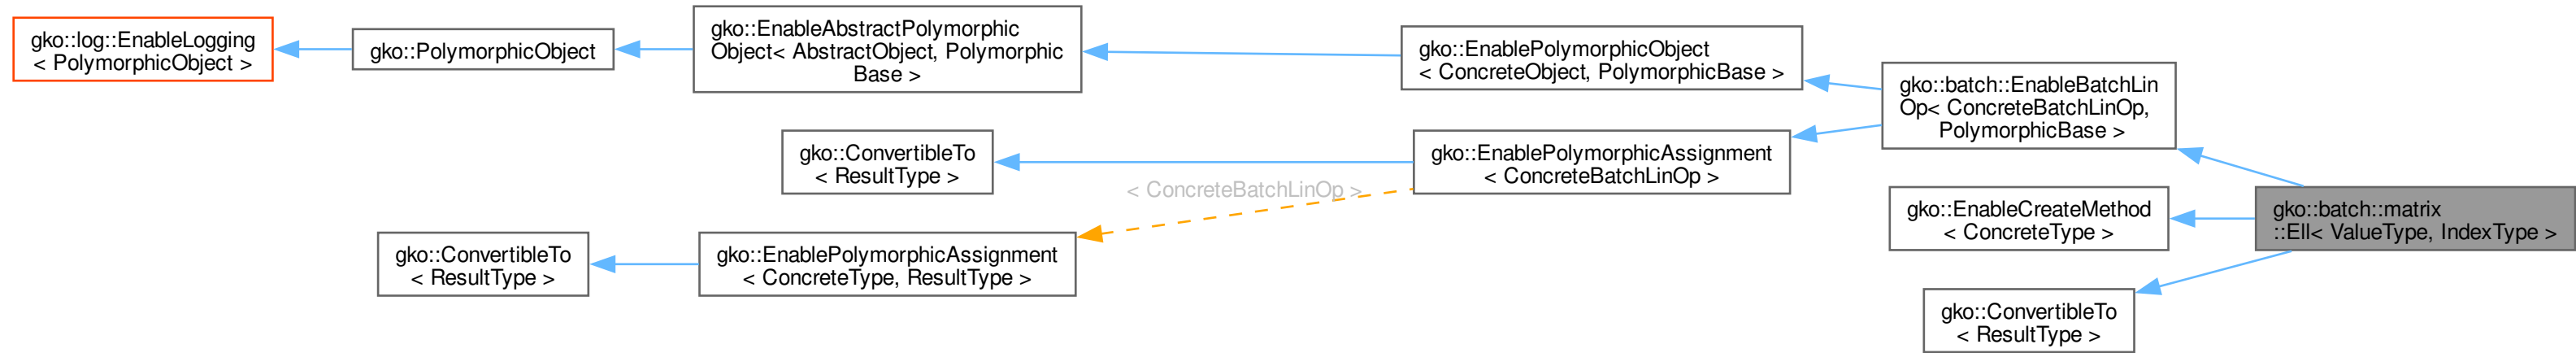 gko::log::EnableLogging
< PolymorphicObject >
gko::PolymorphicObject
gko::EnableAbstractPolymorphic
Object< AbstractObject, Polymorphic
Base >
gko::EnablePolymorphicObject
< ConcreteObject, PolymorphicBase >
gko::batch::EnableBatchLin
Op< ConcreteBatchLinOp,
PolymorphicBase >
gko::ConvertibleTo
< ResultType >
gko::EnablePolymorphicAssignment
< ConcreteBatchLinOp >
< ConcreteBatchLinOp >
gko::ConvertibleTo
< ResultType >
gko::EnablePolymorphicAssignment
< ConcreteType, ResultType >
gko::EnableCreateMethod
< ConcreteType >
gko::batch::matrix
::Ell< ValueType, IndexType >
gko::ConvertibleTo
< ResultType >